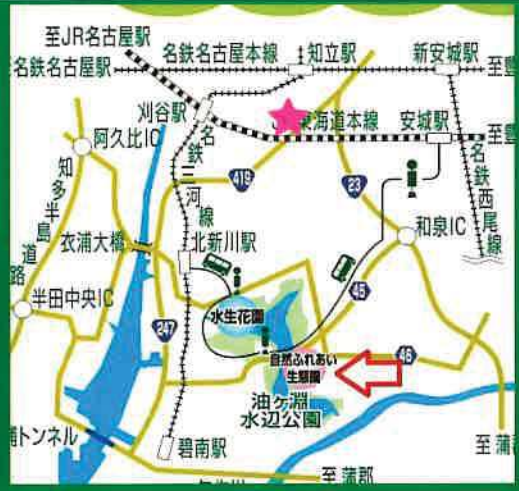 至JR名古屋駅
名鉄名古屋本線
知立駅
新安城駅
名鉄名古屋駅
至豊
刈谷駅
東海道本線
安城駅
至豊
阿久比IC
名鉄三河線
419
23
名鉄西尾線
知多半島道路
衣浦大橋
北新川駅
和泉IC
半田中央IC
水生花園
45
247
自然ふれあい
生態園
46
油ヶ淵
水辺公園
トンネル
碧南駅
至 蒲郡
至 蒲